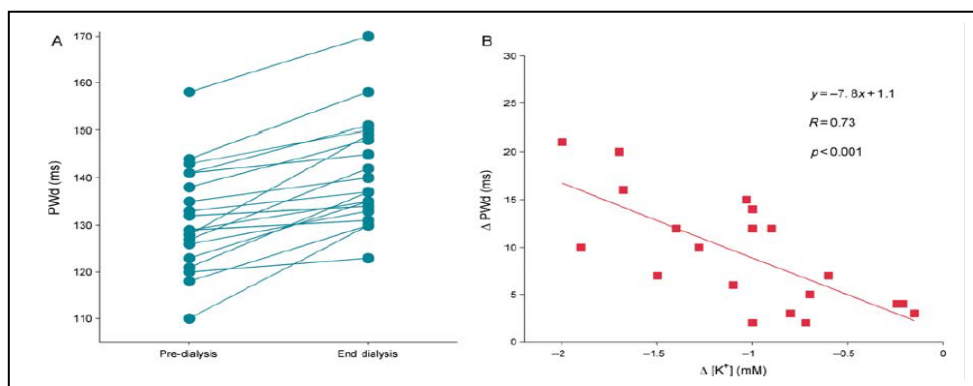 A
170
160
150
140
130
120
110
PWd (ms)
Pre-dialysis
End dialysis
B
30
25
20
15
10
5
0
Δ PWd (ms)
y=–7.8x+1.1
R=0.73
p<0.001
–2
–1.5
–1
–0.5
0
Δ [K⁺] (mM)